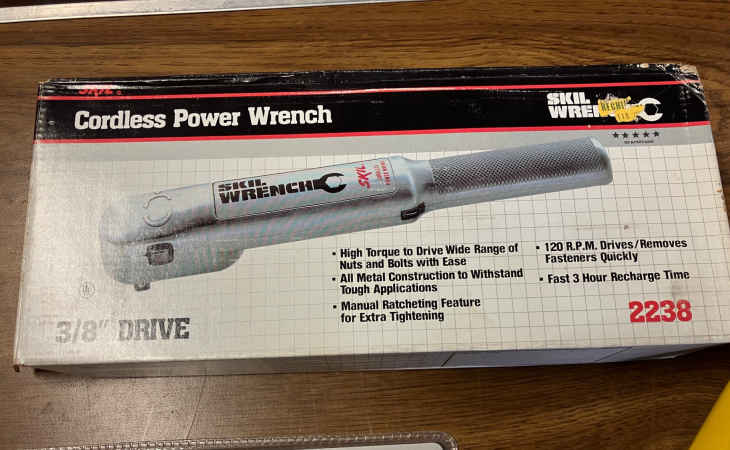 SKIL
Cordless Power Wrench
SKIL
WRENCH
SKIL
WRENCH
SKIL
• High Torque to Drive Wide Range of
Nuts and Bolts with Ease
• All Metal Construction to Withstand
Tough Applications
• Manual Ratcheting Feature
for Extra Tightening
• 120 R.P.M. Drives/Removes
Fasteners Quickly
• Fast 3 Hour Recharge Time
3/8" DRIVE
2238